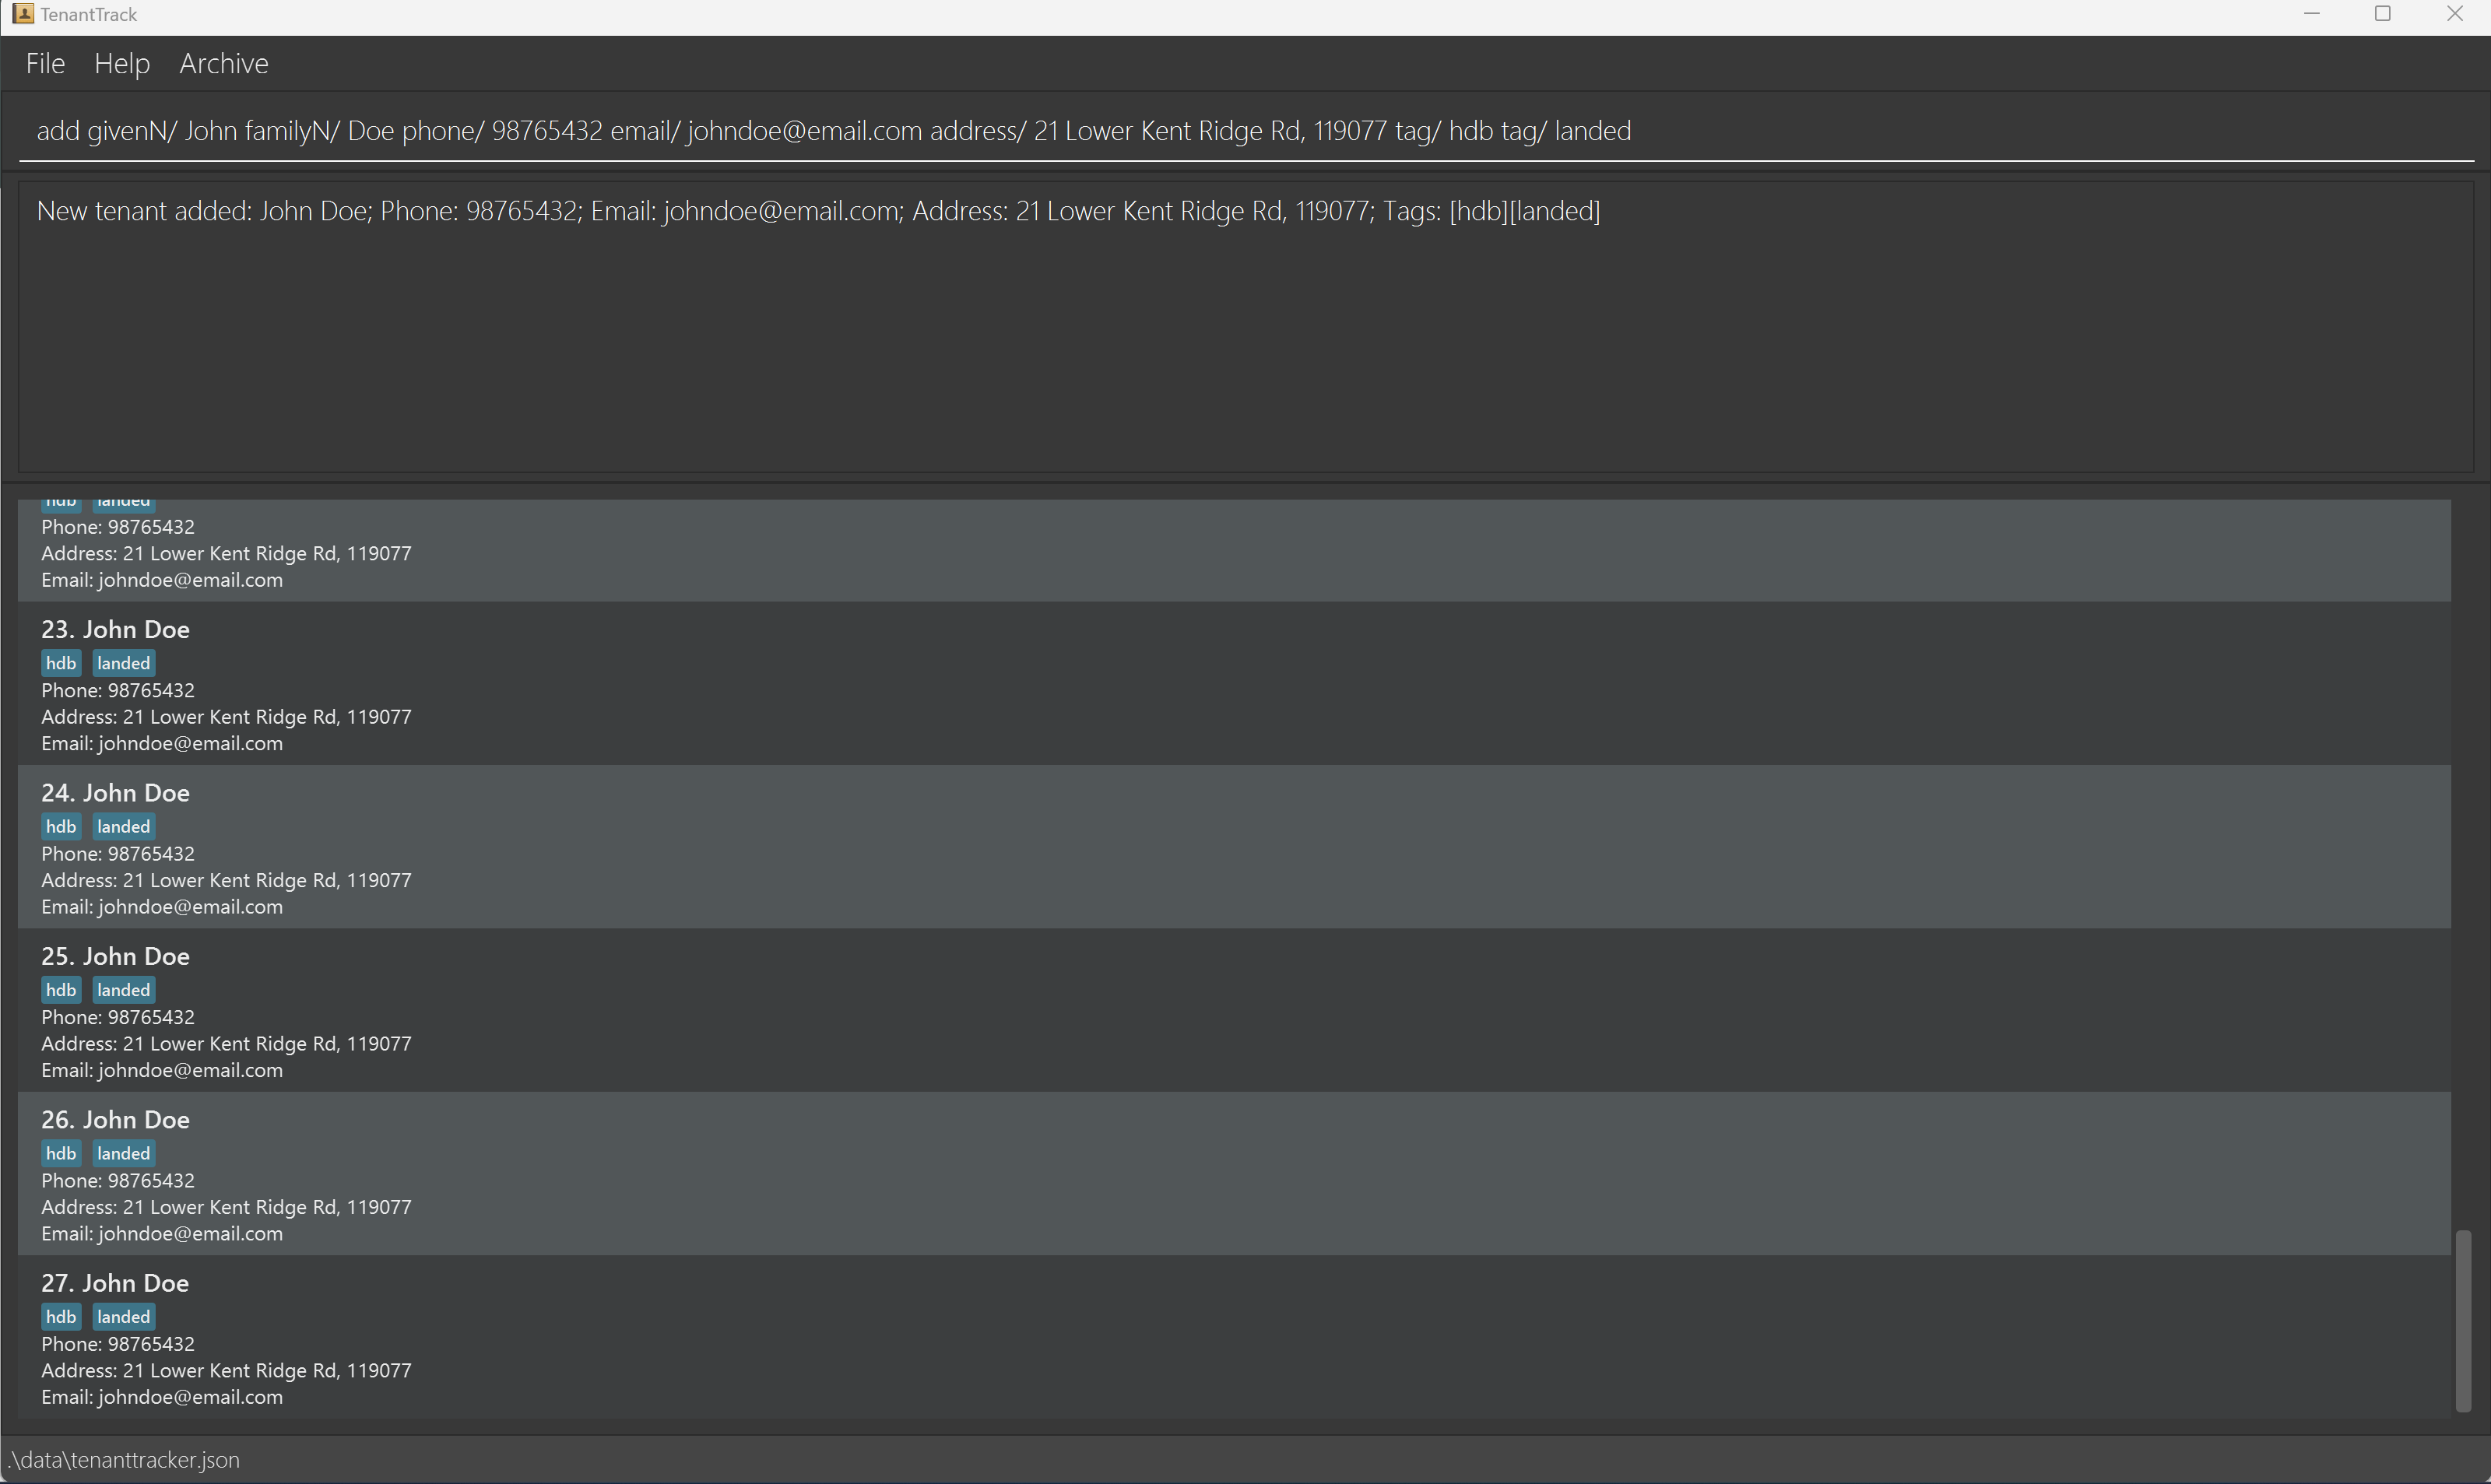 TenantTrack
File Help Archive
add givenN/ John familyN/ Doe phone/ 98765432 email/ johndoe@email.com address/ 21 Lower Kent Ridge Rd, 119077 tag/ hdb tag/ landed
New tenant added: John Doe; Phone: 98765432; Email: johndoe@email.com; Address: 21 Lower Kent Ridge Rd, 119077; Tags: [hdb][landed]
hdb landed
Phone: 98765432
Address: 21 Lower Kent Ridge Rd, 119077
Email: johndoe@email.com
23. John Doe
hdb landed
Phone: 98765432
Address: 21 Lower Kent Ridge Rd, 119077
Email: johndoe@email.com
24. John Doe
hdb landed
Phone: 98765432
Address: 21 Lower Kent Ridge Rd, 119077
Email: johndoe@email.com
25. John Doe
hdb landed
Phone: 98765432
Address: 21 Lower Kent Ridge Rd, 119077
Email: johndoe@email.com
26. John Doe
hdb landed
Phone: 98765432
Address: 21 Lower Kent Ridge Rd, 119077
Email: johndoe@email.com
27. John Doe
hdb landed
Phone: 98765432
Address: 21 Lower Kent Ridge Rd, 119077
Email: johndoe@email.com
.\data\tenanttracker.json